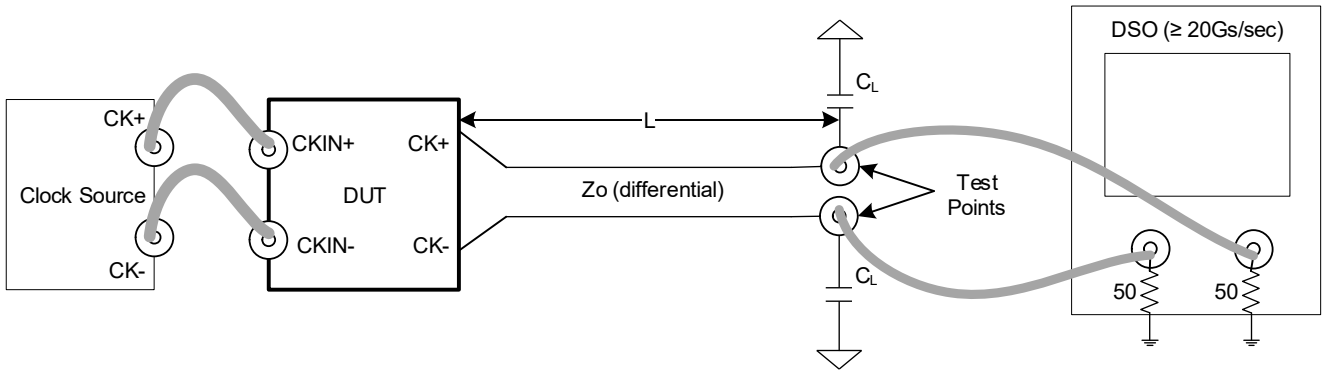 DSO (≥ 20Gs/sec)
CL
CK+
L
CKIN+
CK+
Clock Source
DUT
Zo (differential)
Test
Points
CKIN-
CK-
CK-
CL
50
50